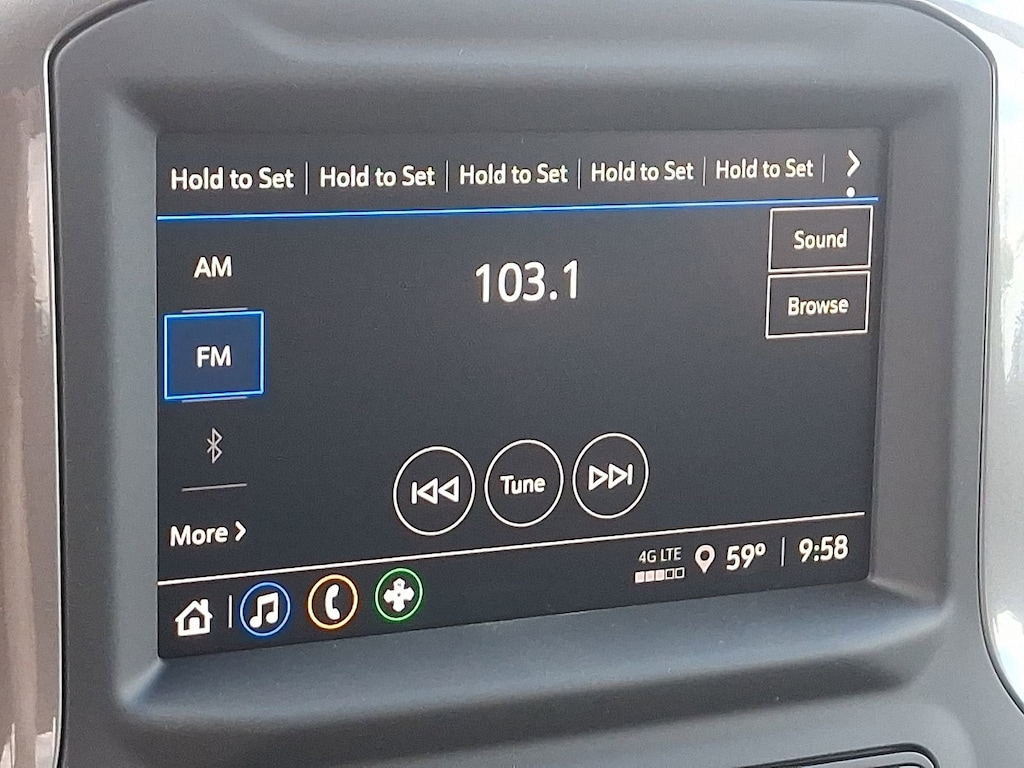 Hold to Set Hold to Set Hold to Set Hold to Set Hold to Set
Sound
AM
103.1
Browse
FM
Tune
More
4G LTE 59° 9:58